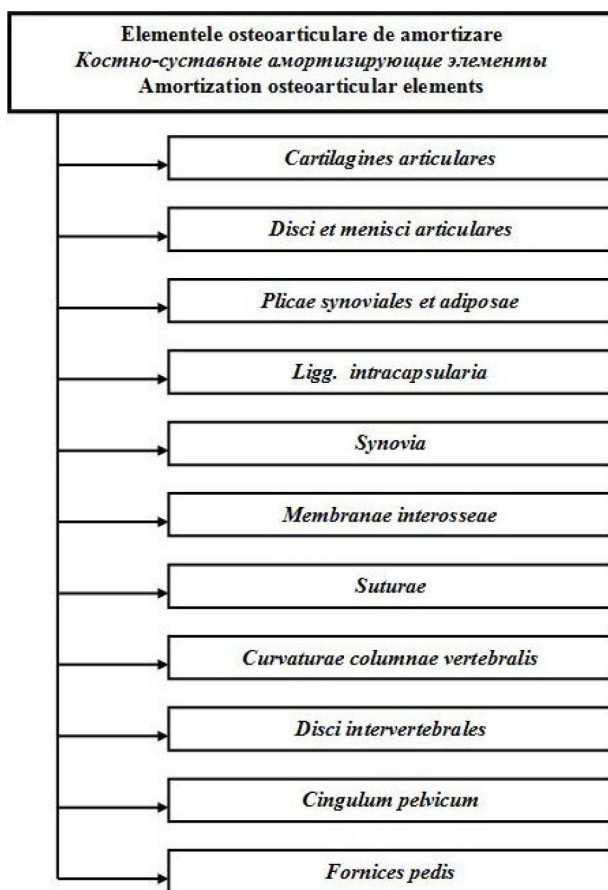 Elementele osteoarticulare de amortizare
Костно-суставные амортизирующие элементы
Amortization osteoarticular elements
Cartilagines articulares
Disci et menisci articulares
Plicae synoviales et adiposae
Ligg. intracapsularia
Synovia
Membranae interosseae
Suturae
Curvaturae columnae vertebralis
Disci intervertebrales
Cingulum pelvicum
Fornices pedis